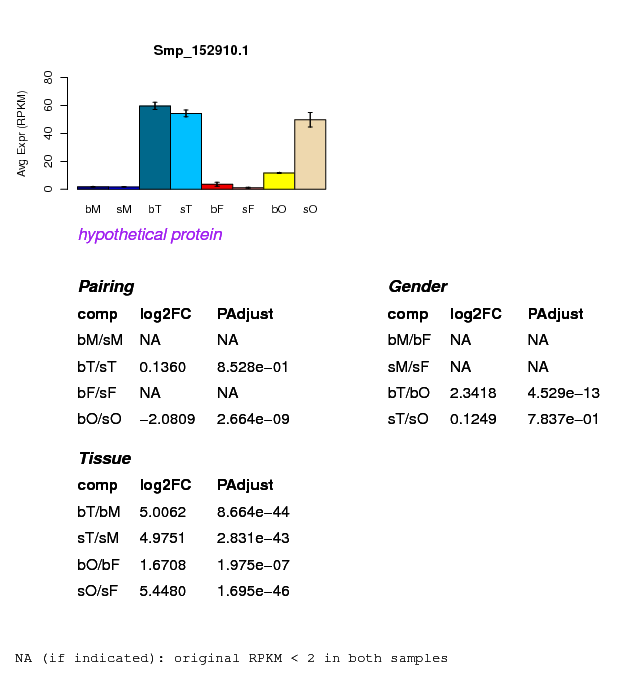 Smp_152910.1
Avg Expr (RPKM)
80
60
40
20
0
bM sM bT sT bF sF bO sO
hypothetical protein
Pairing
comp log2FC PAdjust
bM/sM NA NA
bT/sT 0.1360 8.528e−01
bF/sF NA NA
bO/sO −2.0809 2.664e−09
Gender
comp log2FC PAdjust
bM/bF NA NA
sM/sF NA NA
bT/bO 2.3418 4.529e−13
sT/sO 0.1249 7.837e−01
Tissue
comp log2FC PAdjust
bT/bM 5.0062 8.664e−44
sT/sM 4.9751 2.831e−43
bO/bF 1.6708 1.975e−07
sO/sF 5.4480 1.695e−46
NA (if indicated): original RPKM < 2 in both samples